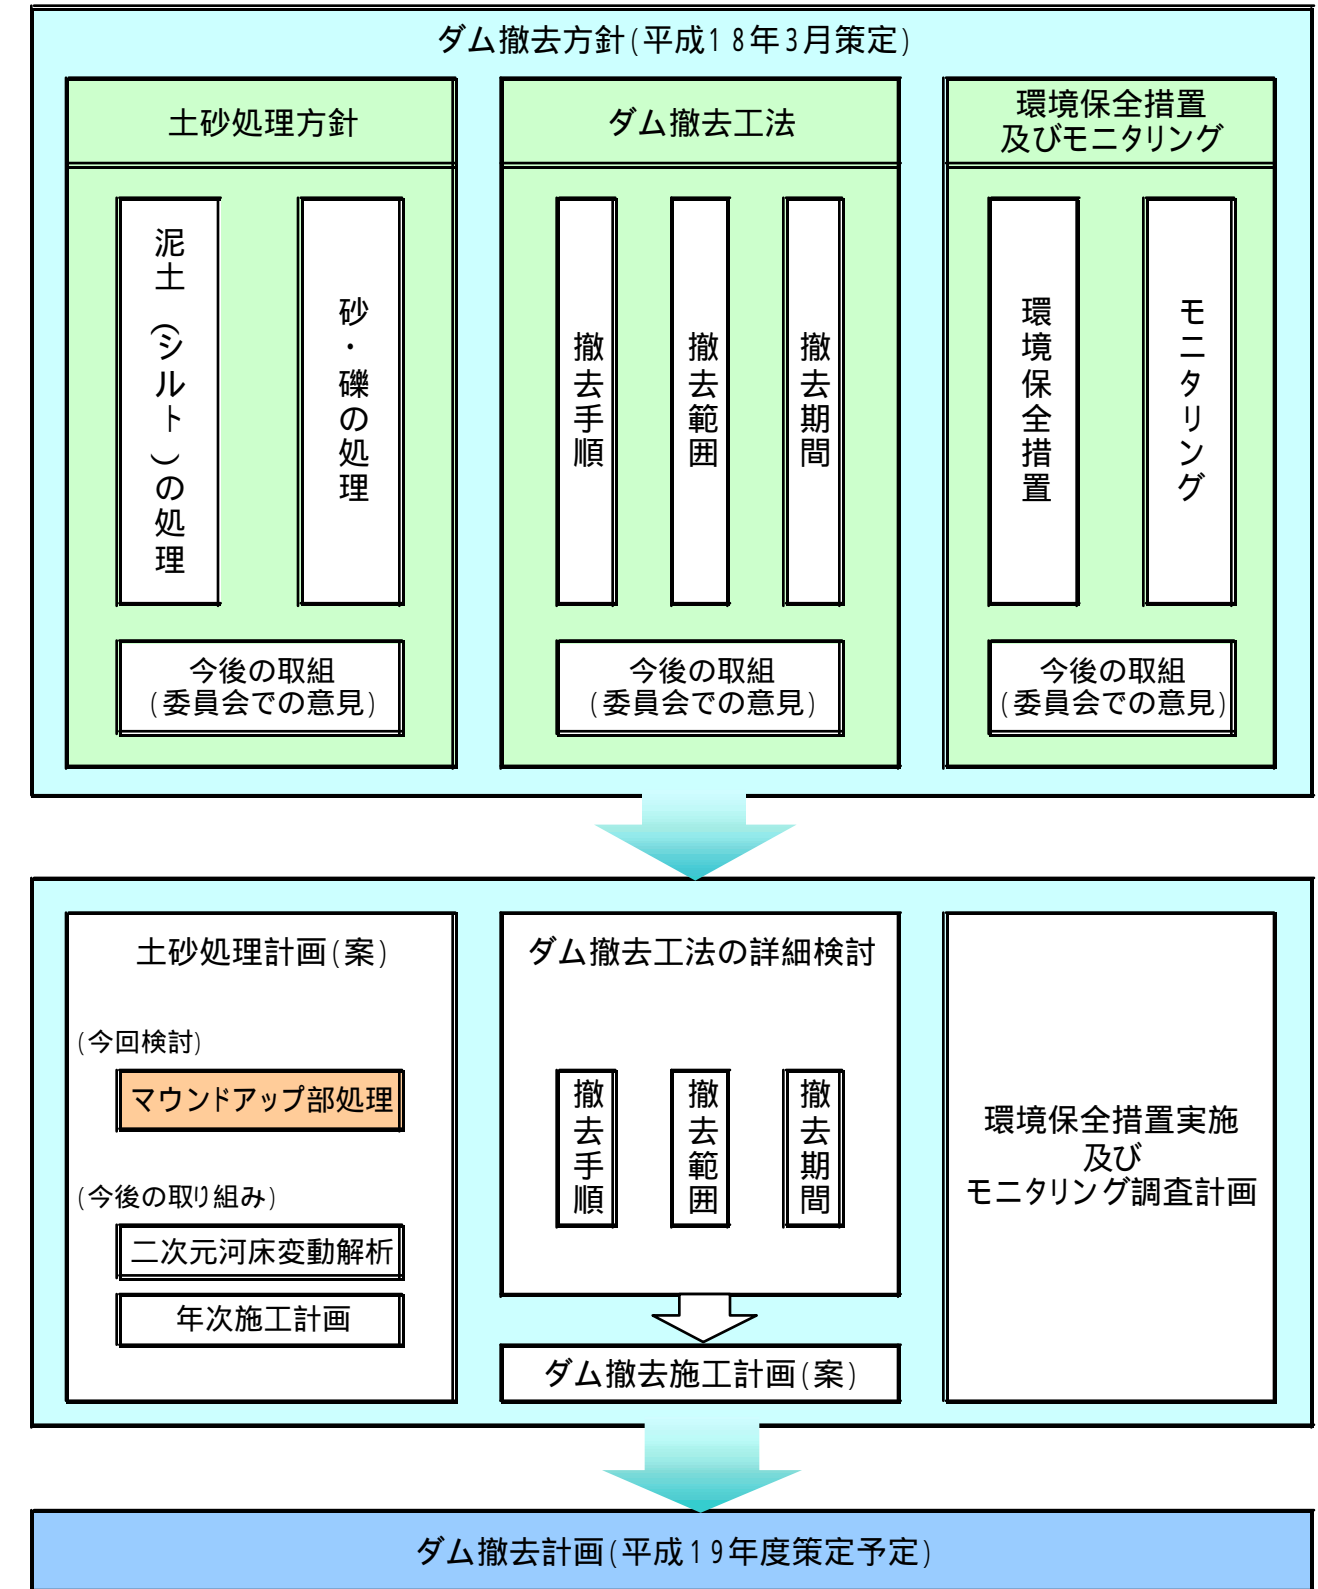 ダム撤去方針(平成18年3月策定)
土砂処理方針
泥土(シルト)の処理
砂・礫の処理
今後の取組
(委員会での意見)
ダム撤去工法
撤去手順
撤去範囲
撤去期間
今後の取組
(委員会での意見)
環境保全措置
及びモニタリング
環境保全措置
モニタリング
今後の取組
(委員会での意見)
土砂処理計画(案)
(今回検討)
マウンドアップ部処理
(今後の取り組み)
二次元河床変動解析
年次施工計画
ダム撤去工法の詳細検討
撤去手順
撤去範囲
撤去期間
ダム撤去施工計画(案)
環境保全措置実施
及び
モニタリング調査計画
ダム撤去計画(平成19年度策定予定)